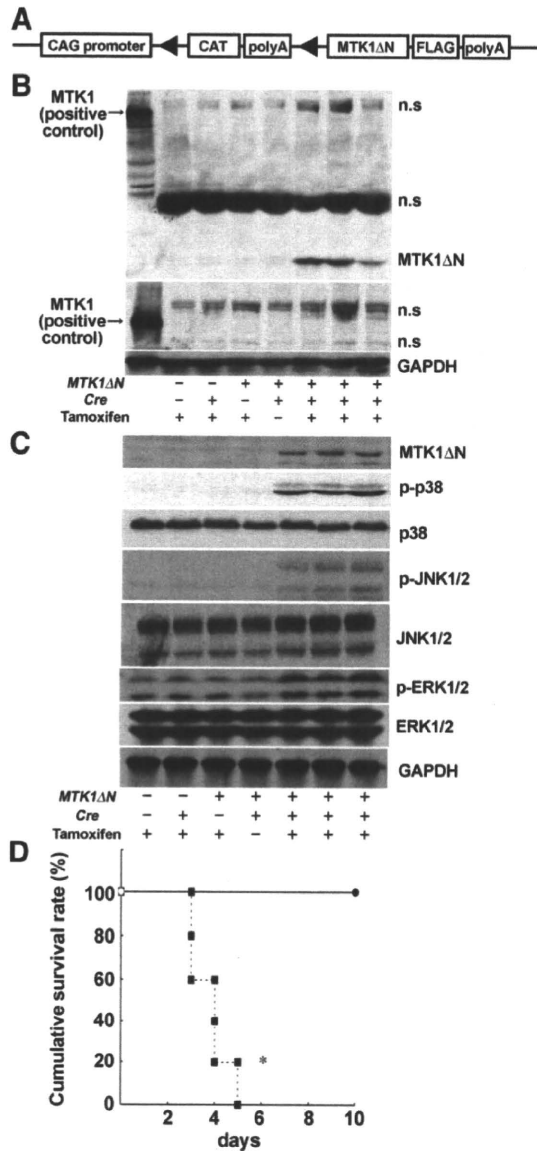 A
CAG promoter CAT polyA MTK1ΔN FLAG polyA
B
MTK1
(positive
control)
n.s
n.s
MTK1ΔN
MTK1
(positive
control)
n.s
n.s
GAPDH
MTK1ΔN − − + + + + +
Cre − + − + + + +
Tamoxifen + + + − + + +
C
MTK1ΔN
p-p38
p38
p-JNK1/2
JNK1/2
p-ERK1/2
ERK1/2
GAPDH
MTK1ΔN − − + + + + +
Cre − + − + + + +
Tamoxifen + + + − + + +
D
Cumulative survival rate (%)
100
80
60
40
20
0
*
2 4 6 8 10
days